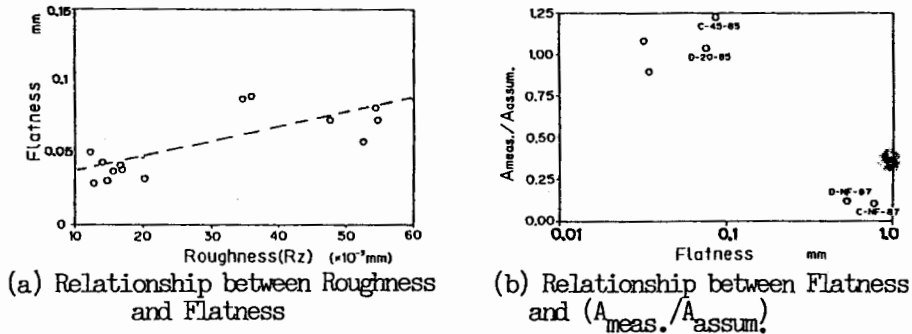 0.15
mm
0.1
Flatness
0.05
0
10 20 30 40 50 60
Roughness(Rz) (×10⁻³mm)
(a) Relationship between Roughness
and Flatness
1.25
1.00
0.75
0.50
0.25
0.00
Ameas./Aassum.
C-45-85
D-20-85
D-NF-87
C-NF-87
0.01 0.1 1.0
Flatness mm
(b) Relationship between Flatness
and (Ameas./Aassum.)